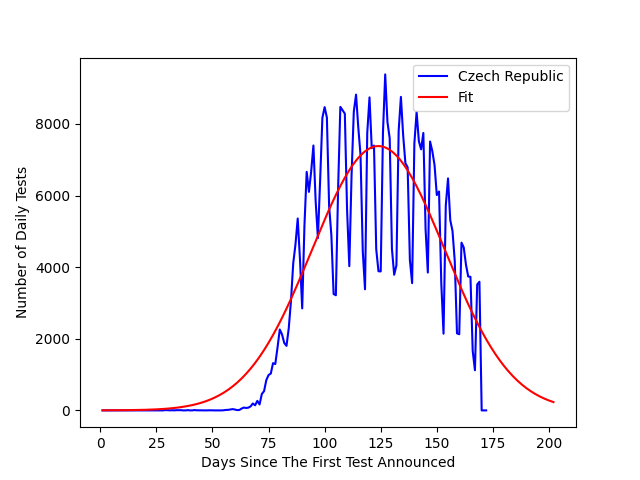 Czech Republic
Fit
8000
6000
4000
2000
0
Number of Daily Tests
0 25 50 75 100 125 150 175 200
Days Since The First Test Announced